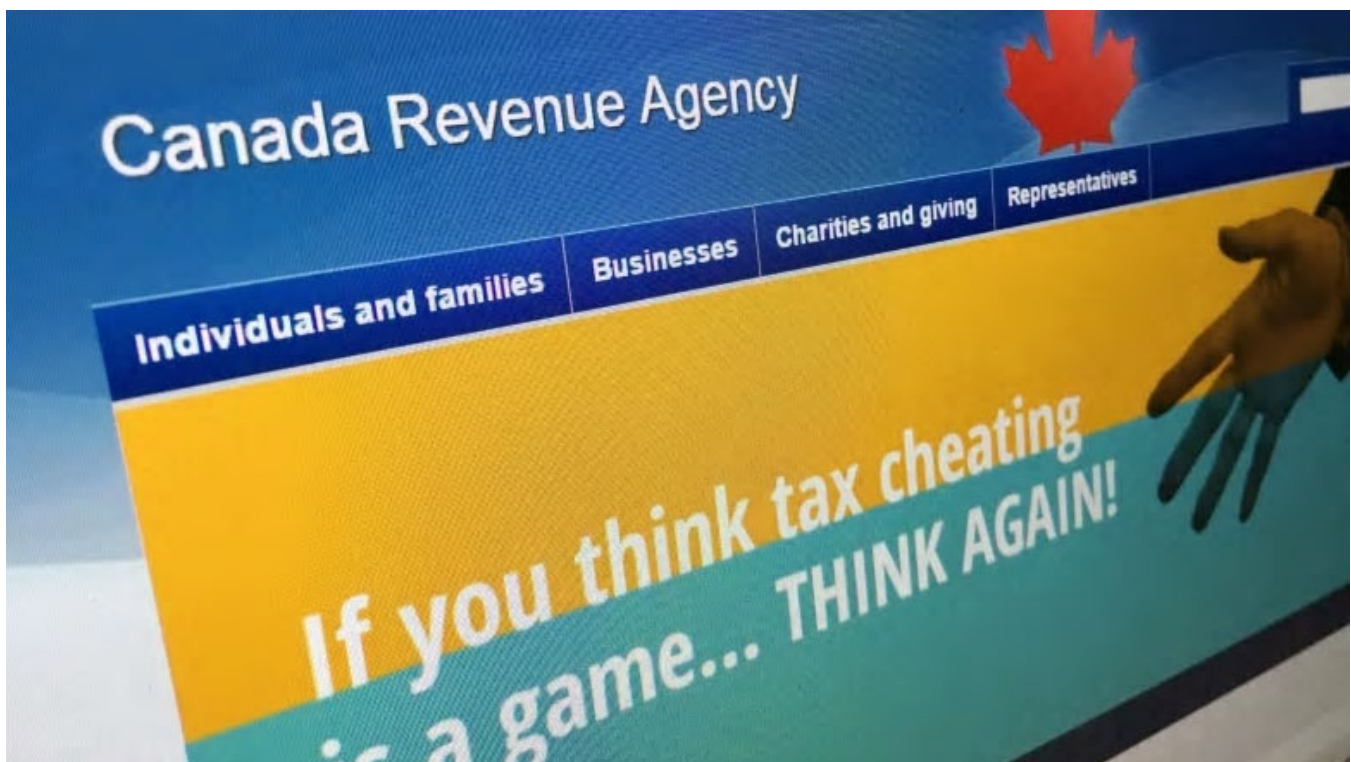 Canada Revenue Agency
Individuals and families
Businesses
Charities and giving
Representatives
If you think tax cheating
is a game... THINK AGAIN!